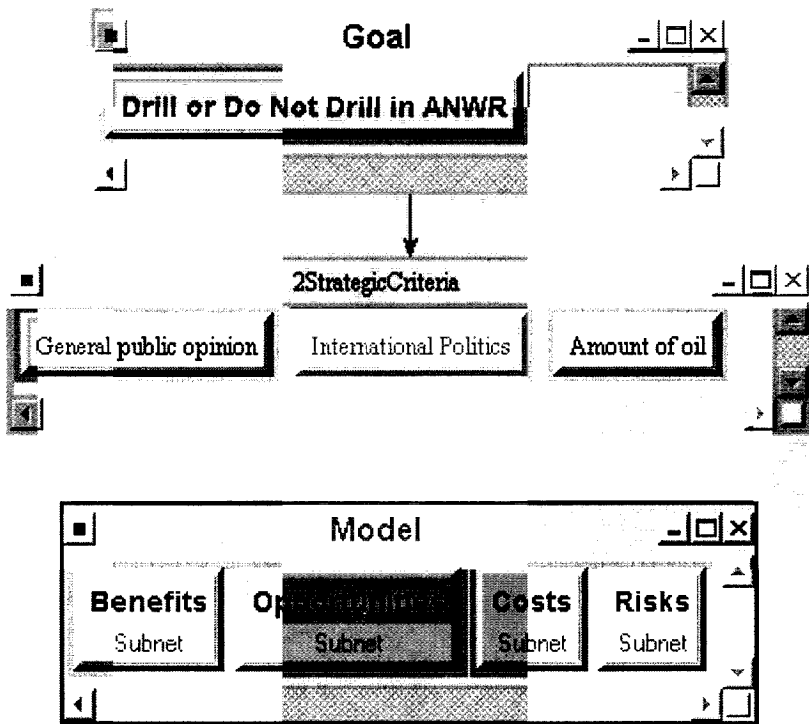 Goal
Drill or Do Not Drill in ANWR
2StrategicCriteria
General public opinion International Politics Amount of oil
Model
Benefits Costs Risks
Subnet Subnet Subnet Subnet